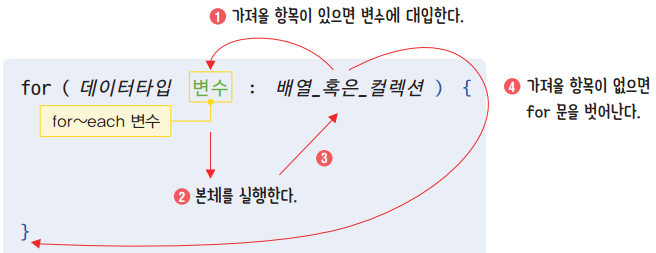 ❶ 가져올 항목이 있으면 변수에 대입한다.
for ( 데이터타입 변수 : 배열_혹은_컬렉션 ) {
for~each 변수
❹ 가져올 항목이 없으면
for 문을 벗어난다.
❸
❷ 본체를 실행한다.
}